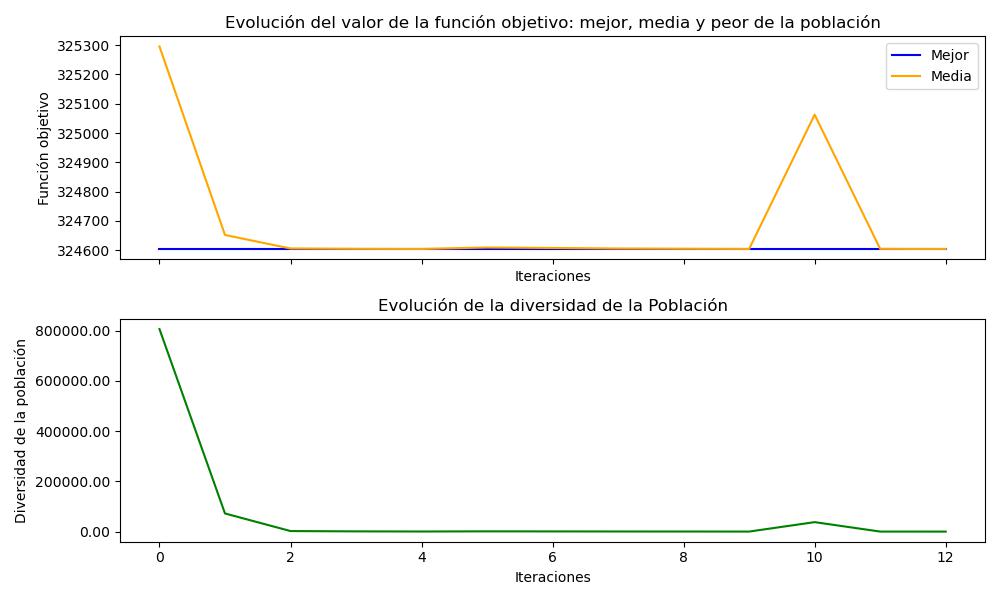 Evolución del valor de la función objetivo: mejor, media y peor de la población
325300
325200
325100
325000
324900
324800
324700
324600
Función objetivo
Mejor
Media
Iteraciones
Evolución de la diversidad de la Población
800000.00
600000.00
400000.00
200000.00
0.00
Diversidad de la población
0 2 4 6 8 10 12
Iteraciones